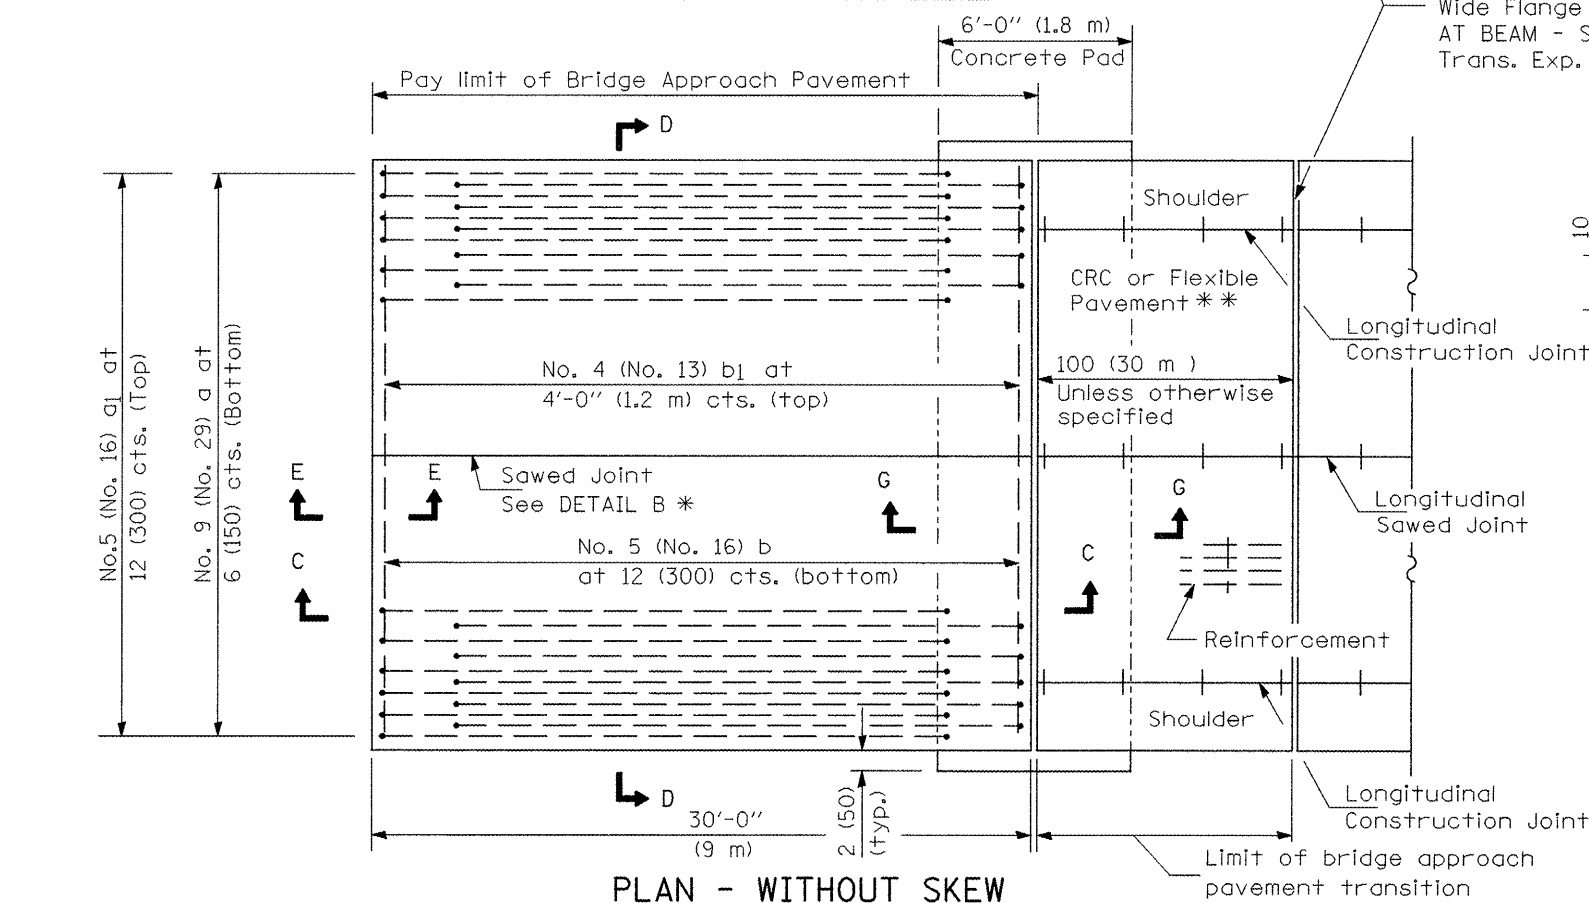 6'-0" (1.8 m)
Concrete Pad
Wide Flange
AT BEAM - S
Trans. Exp.
Pay limit of Bridge Approach Pavement
D
Shoulder
10
CRC or Flexible
Pavement * *
Longitudinal
Construction Joint
No.5 (No. 16) a1 at
12 (300) cts. (Top)
No. 9 (No. 29) a at
6 (150) cts. (Bottom)
No. 4 (No. 13) b1 at
4'-0" (1.2 m) cts. (top)
100 (30 m )
Unless otherwise
specified
E
E
Sawed Joint
See DETAIL B *
G
G
Longitudinal
Sawed Joint
C
No. 5 (No. 16) b
at 12 (300) cts. (bottom)
C
Reinforcement
Shoulder
D
30'-0"
(9 m)
2 (50)
(typ.)
Longitudinal
Construction Joint
Limit of bridge approach
pavement transition
PLAN - WITHOUT SKEW